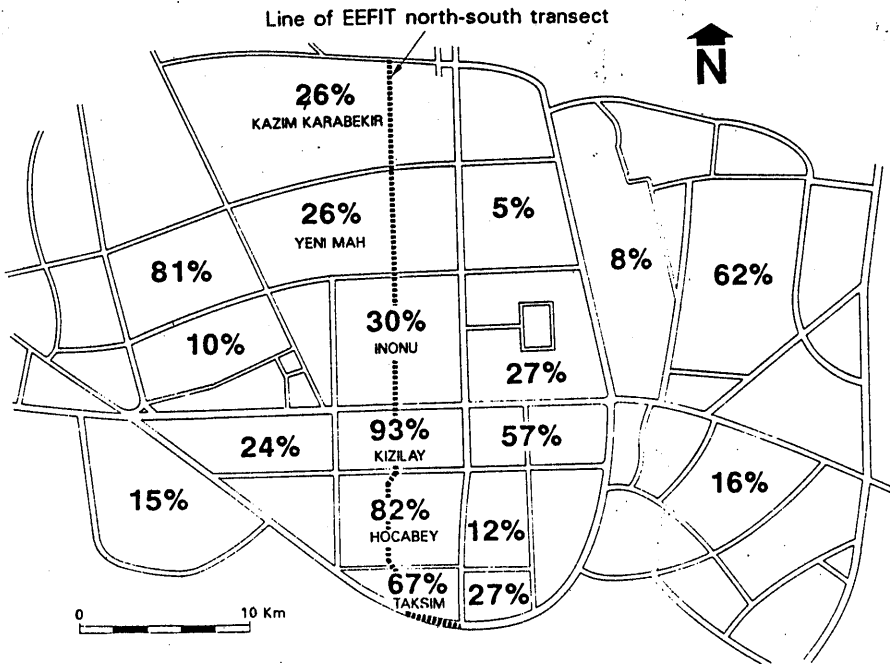 Line of EEFIT north-south transect
N
26%
KAZIM KARABEKIR
26%
YENI MAH
5%
81%
8%
62%
30%
INONU
10%
27%
24%
93%
KIZILAY
57%
15%
82%
HOCABEY
12%
16%
67%
TAKSIM
27%
0 10 Km